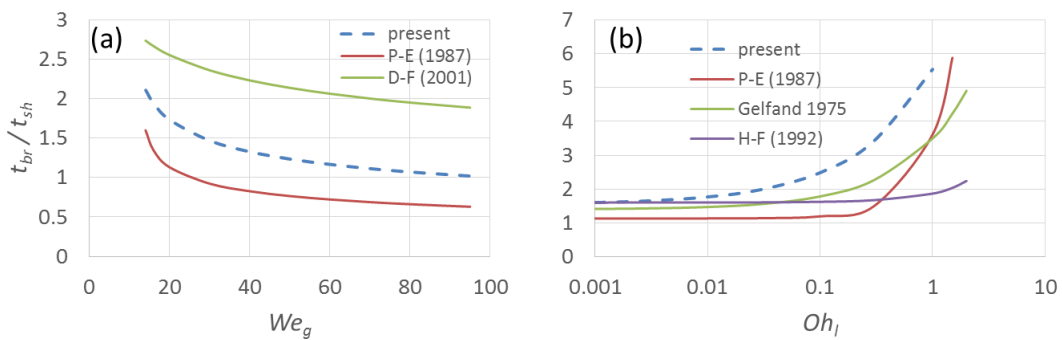 (a)
present
P-E (1987)
D-F (2001)
t_br / t_sh
3
2.5
2
1.5
1
0.5
0
0 20 40 60 80 100
We_g
(b)
present
P-E (1987)
Gelfand 1975
H-F (1992)
7
6
5
4
3
2
1
0
0.001 0.01 0.1 1 10
Oh_l